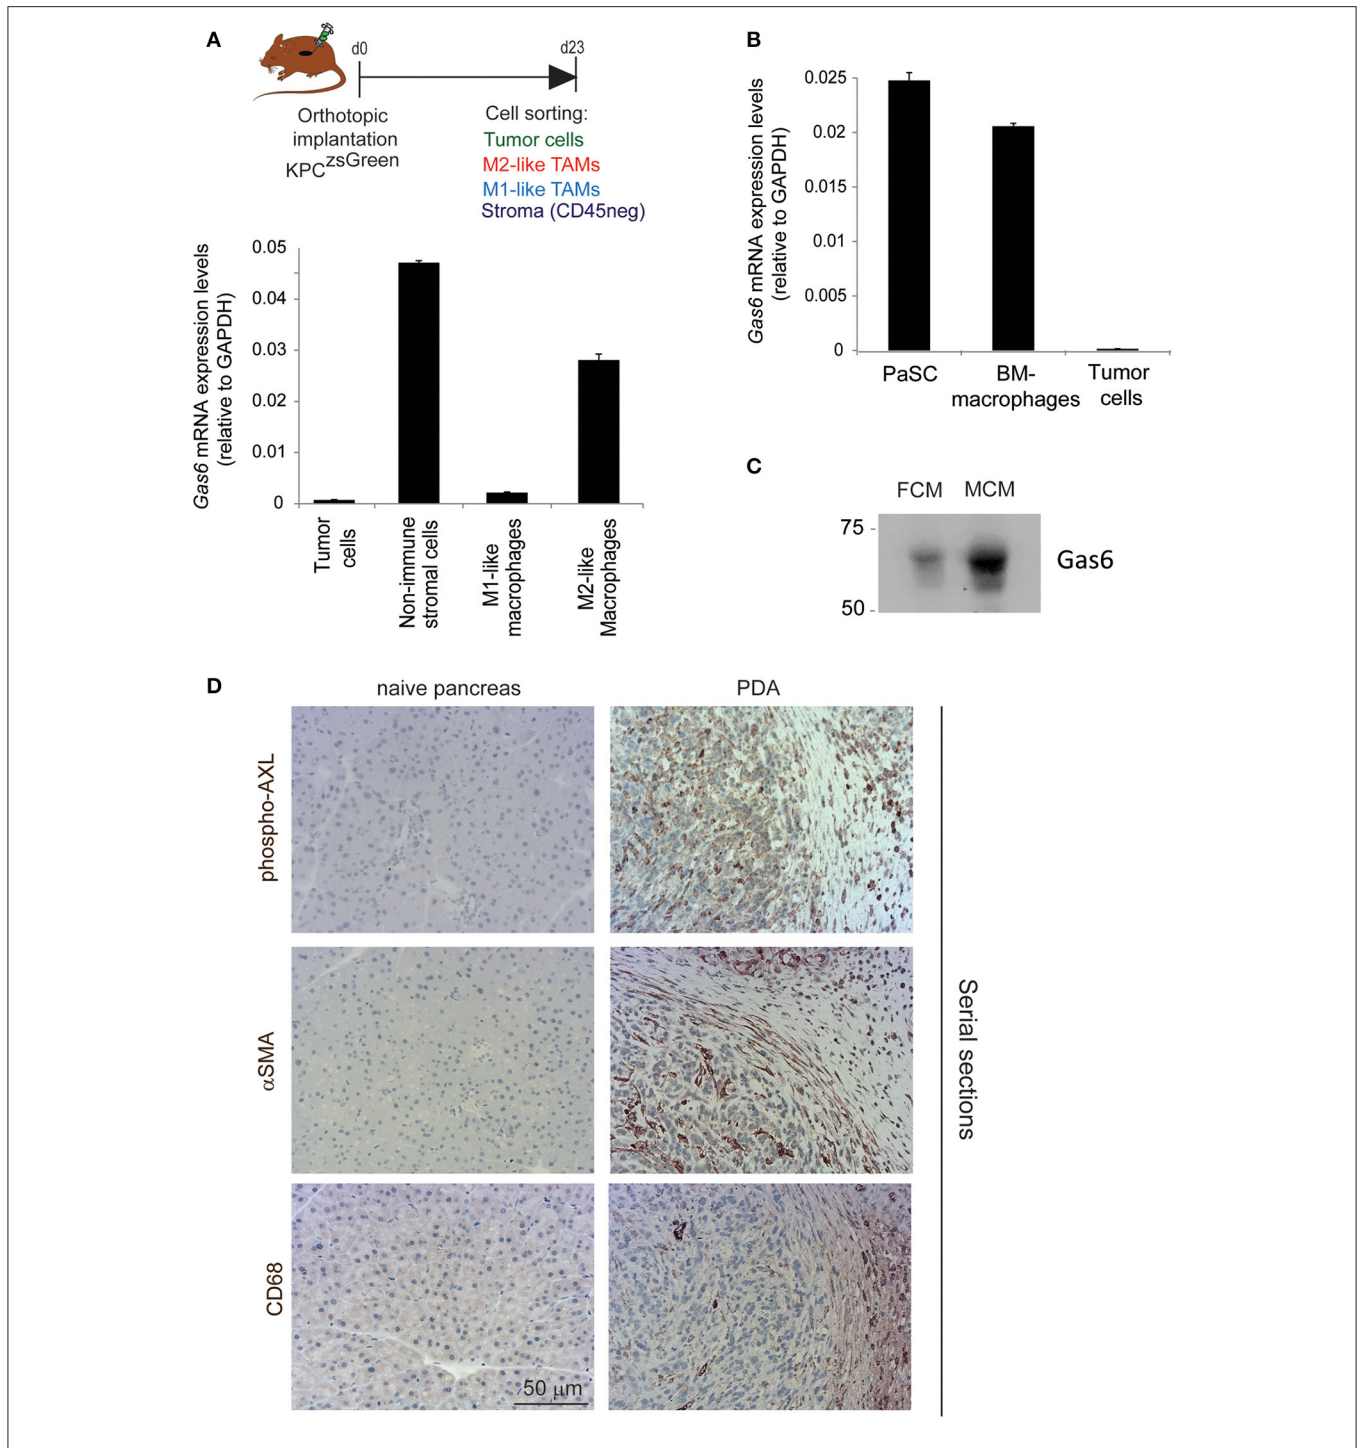 A
d0
d23
Orthotopic
implantation
KPCzsGreen
Cell sorting:
Tumor cells
M2-like TAMs
M1-like TAMs
Stroma (CD45neg)
Gas6 mRNA expression levels
(relative to GAPDH)
0.05
0.04
0.03
0.02
0.01
0
Tumor
cells
Non-immune
stromal cells
M1-like
macrophages
M2-like
Macrophages
B
Gas6 mRNA expression levels
(relative to GAPDH)
0.025
0.02
0.015
0.01
0.005
0
PaSC
BM-
macrophages
Tumor
cells
C
FCM MCM
75
50
Gas6
D
naive pancreas
PDA
phospho-AXL
αSMA
CD68
50 μm
Serial sections